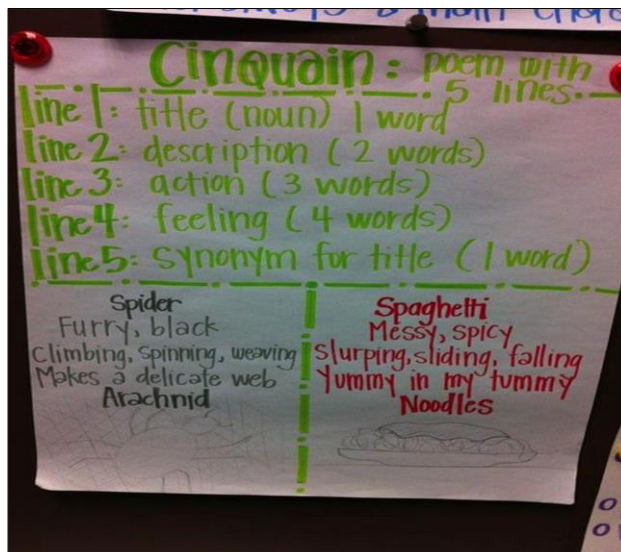 Cinquain: poem with
5 lines.
line 1: title (noun) 1 word
line 2: description (2 words)
line 3: action (3 words)
line 4: feeling (4 words)
line 5: synonym for title (1 word)
Spider
Furry, black
Climbing, spinning, weaving
Makes a delicate web
Arachnid
Spaghetti
Messy, spicy
Slurping, sliding, falling
Yummy in my tummy
Noodles